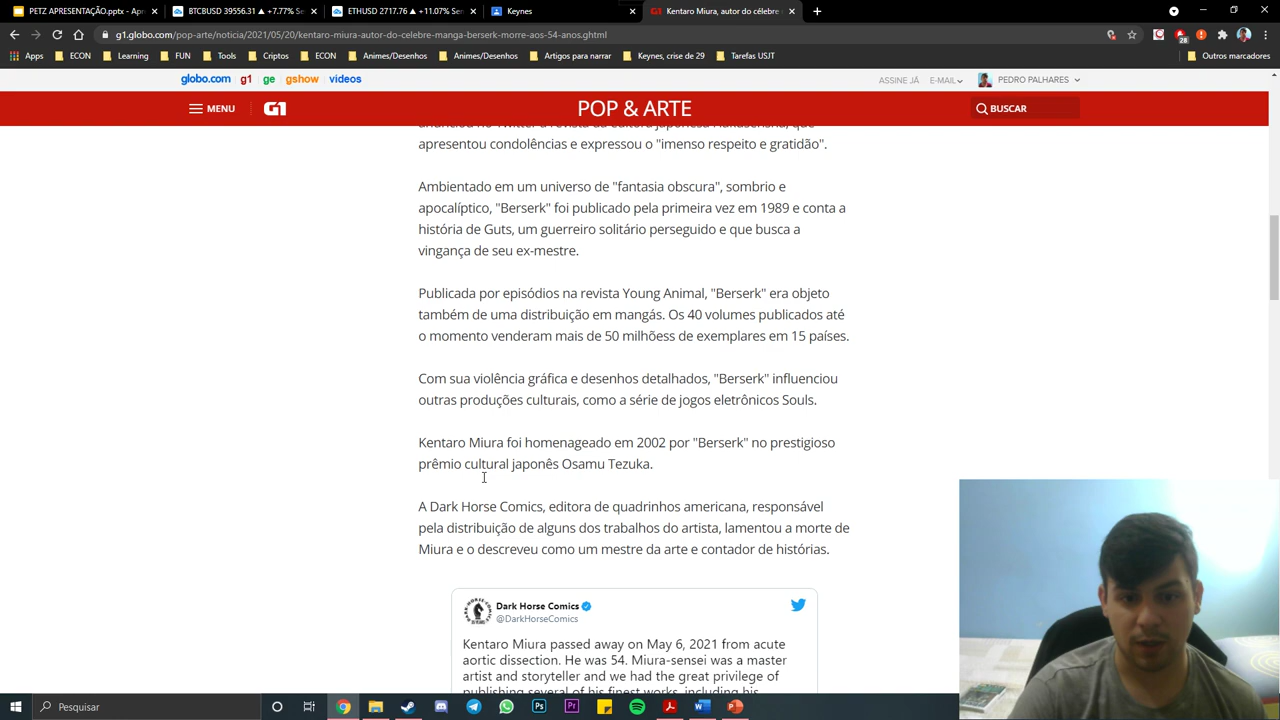 PETZ APRESENTAÇÃO.pptx - Apre
BTCBUSD 39556.31 ▲ +7.77% S
ETHUSD 2717.76 ▲ +11.07% S
Keynes
Kentaro Miura, autor do célebre
g1.globo.com/pop-arte/noticia/2021/05/20/kentaro-miura-autor-do-celebre-manga-berserk-morre-aos-54-anos.ghtml
28
Apps ECON Learning FUN Tools Criptos ECON Animes/Desenhos Animes/Desenhos Artigos para narrar Keynes, crise de 29 Tarefas USJT Outros marcadores
globo.com g1 ge gshow videos
ASSINE JÁ E-MAIL PEDRO PALHARES
MENU G1 POP & ARTE BUSCAR
apresentou condolências e expressou o "imenso respeito e gratidão".
Ambientado em um universo de "fantasia obscura", sombrio e
apocalíptico, "Berserk" foi publicado pela primeira vez em 1989 e conta a
história de Guts, um guerreiro solitário perseguido e que busca a
vingança de seu ex-mestre.
Publicada por episódios na revista Young Animal, "Berserk" era objeto
também de uma distribuição em mangás. Os 40 volumes publicados até
o momento venderam mais de 50 milhõess de exemplares em 15 países.
Com sua violência gráfica e desenhos detalhados, "Berserk" influenciou
outras produções culturais, como a série de jogos eletrônicos Souls.
Kentaro Miura foi homenageado em 2002 por "Berserk" no prestigioso
prêmio cultural japonês Osamu Tezuka.
A Dark Horse Comics, editora de quadrinhos americana, responsável
pela distribuição de alguns dos trabalhos do artista, lamentou a morte de
Miura e o descreveu como um mestre da arte e contador de histórias.
Dark Horse Comics
@DarkHorseComics
Kentaro Miura passed away on May 6, 2021 from acute
aortic dissection. He was 54. Miura-sensei was a master
artist and storyteller and we had the great privilege of
publishing several of his finest works, including his
Pesquisar